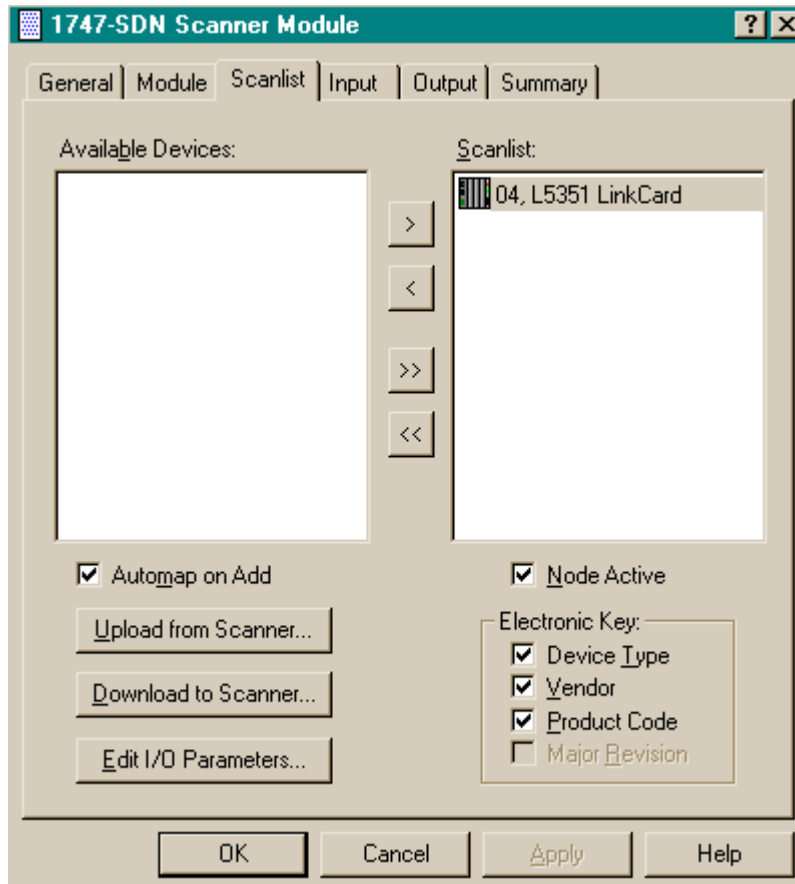 1747-SDN Scanner Module
General Module Scanlist Input Output Summary
Available Devices:
Scanlist:
04, L5351 LinkCard
>
<
>>
<<
Automap on Add
Node Active
Upload from Scanner...
Download to Scanner...
Edit I/O Parameters...
Electronic Key:
Device Type
Vendor
Product Code
Major Revision
OK Cancel Apply Help